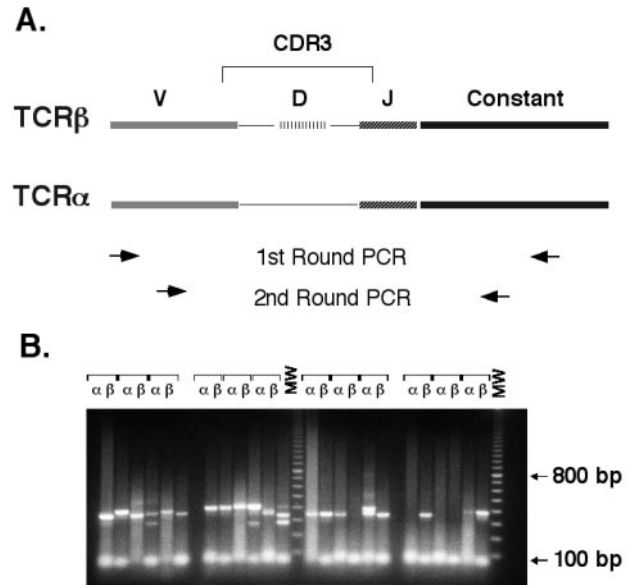 A.
CDR3
V D J Constant
TCRβ
TCRα
1st Round PCR
2nd Round PCR
B.
α β α β α β α β α β α β MW α β α β α β α β α β α β MW
800 bp
100 bp